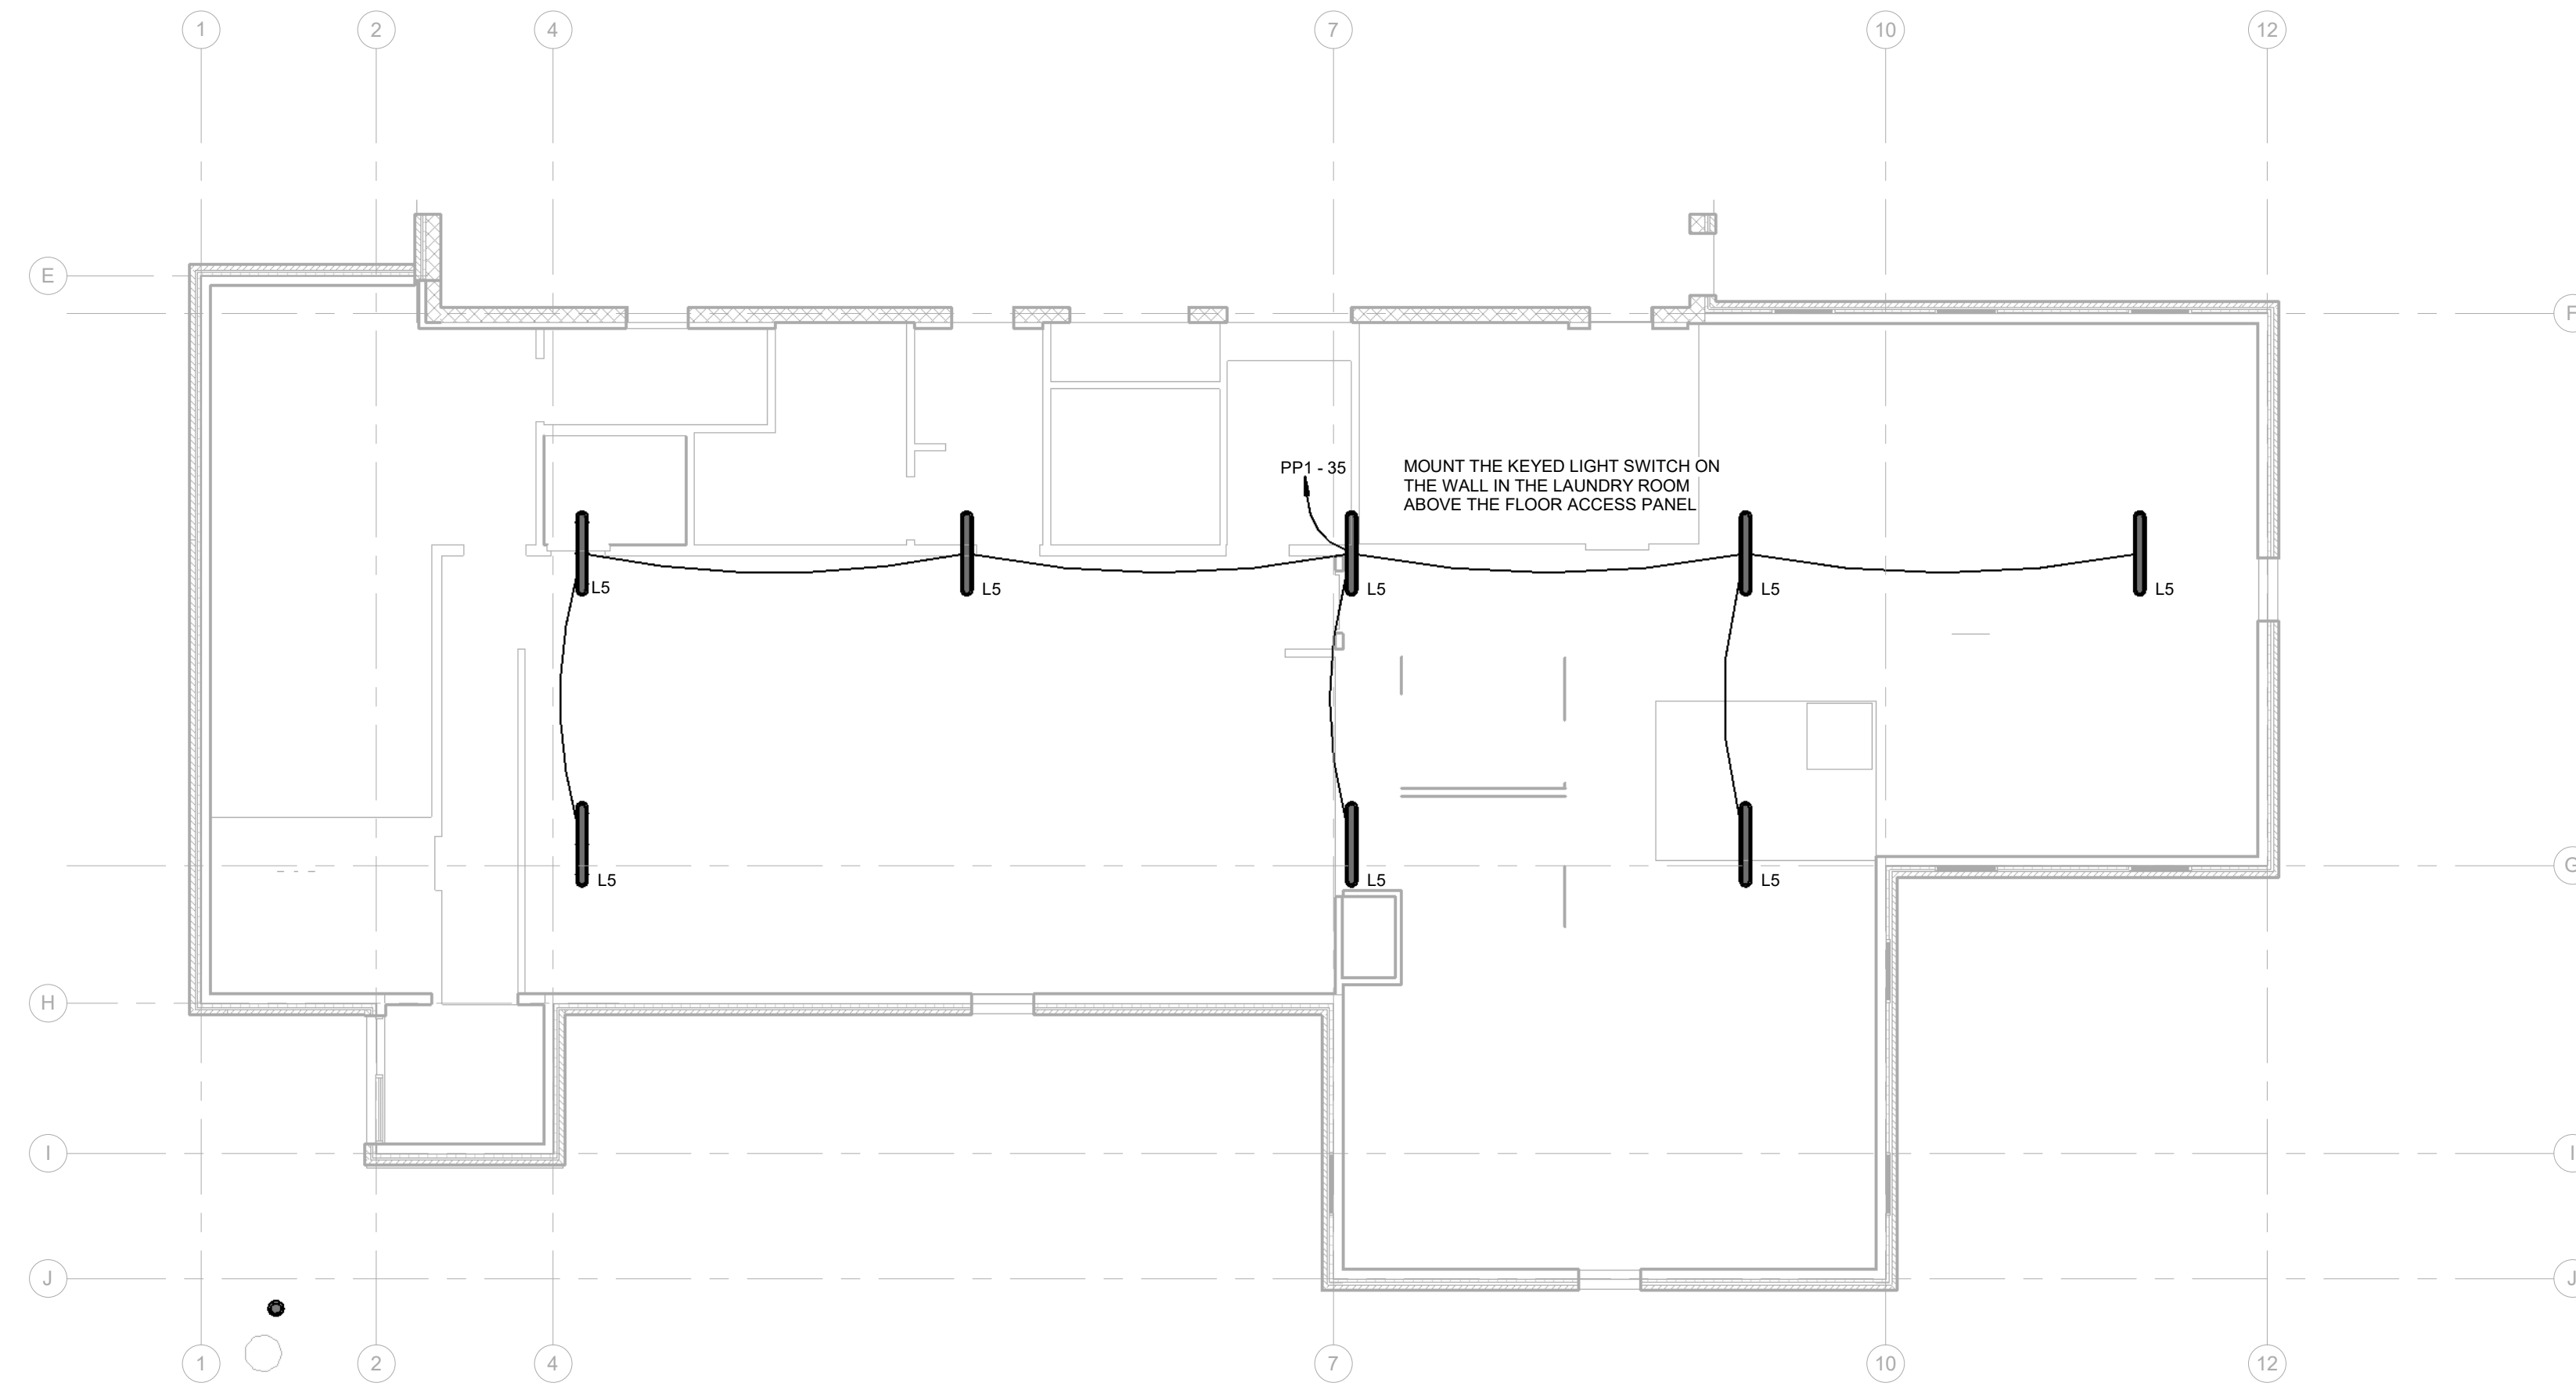 1
2
4
7
10
12
E
F
PP1 - 35
MOUNT THE KEYED LIGHT SWITCH ON
THE WALL IN THE LAUNDRY ROOM
ABOVE THE FLOOR ACCESS PANEL
L5
L5
L5
L5
L5
L5
L5
L5
G
H
I
I
J
J
1
2
4
7
10
12